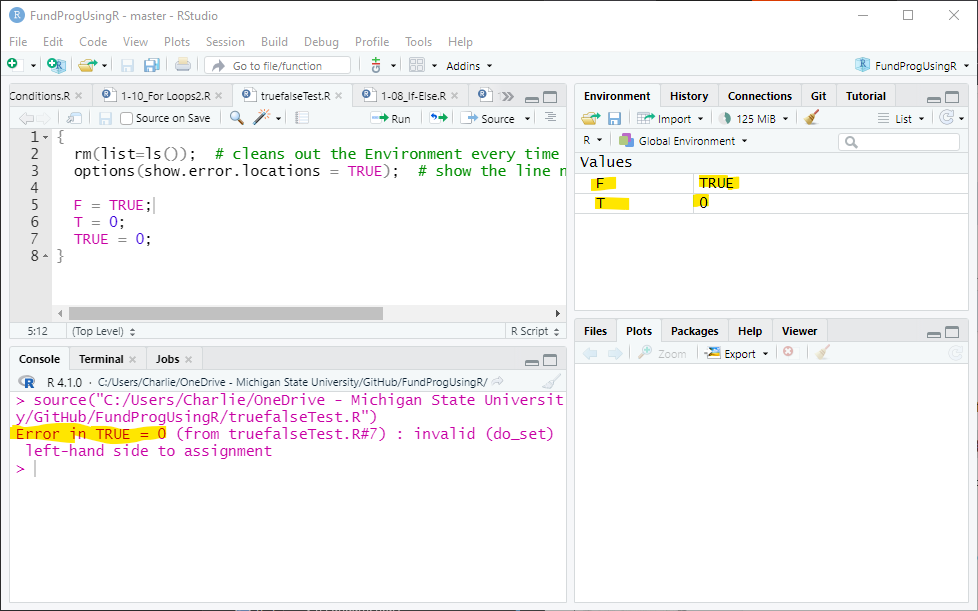 FundProgUsingR - master - RStudio
File Edit Code View Plots Session Build Debug Profile Tools Help
Go to file/function Addins FundProgUsingR
Conditions.R 1-10_For Loops2.R truefalseTest.R 1-08_If-Else.R
Source on Save Run Source
1 {
2 rm(list=ls()); # cleans out the Environment every time
3 options(show.error.locations = TRUE); # show the line n
4
5 F = TRUE;
6 T = 0;
7 TRUE = 0;
8 }
5:12 (Top Level) R Script
Console Terminal Jobs
R 4.1.0 · C:/Users/Charlie/OneDrive - Michigan State University/GitHub/FundProgUsingR/
> source("C:/Users/Charlie/OneDrive - Michigan State Universit
y/GitHub/FundProgUsingR/truefalseTest.R")
Error in TRUE = 0 (from truefalseTest.R#7) : invalid (do_set)
left-hand side to assignment
>
Environment History Connections Git Tutorial
Import 125 MiB List
R Global Environment
Values
F TRUE
T 0
Files Plots Packages Help Viewer
Zoom Export